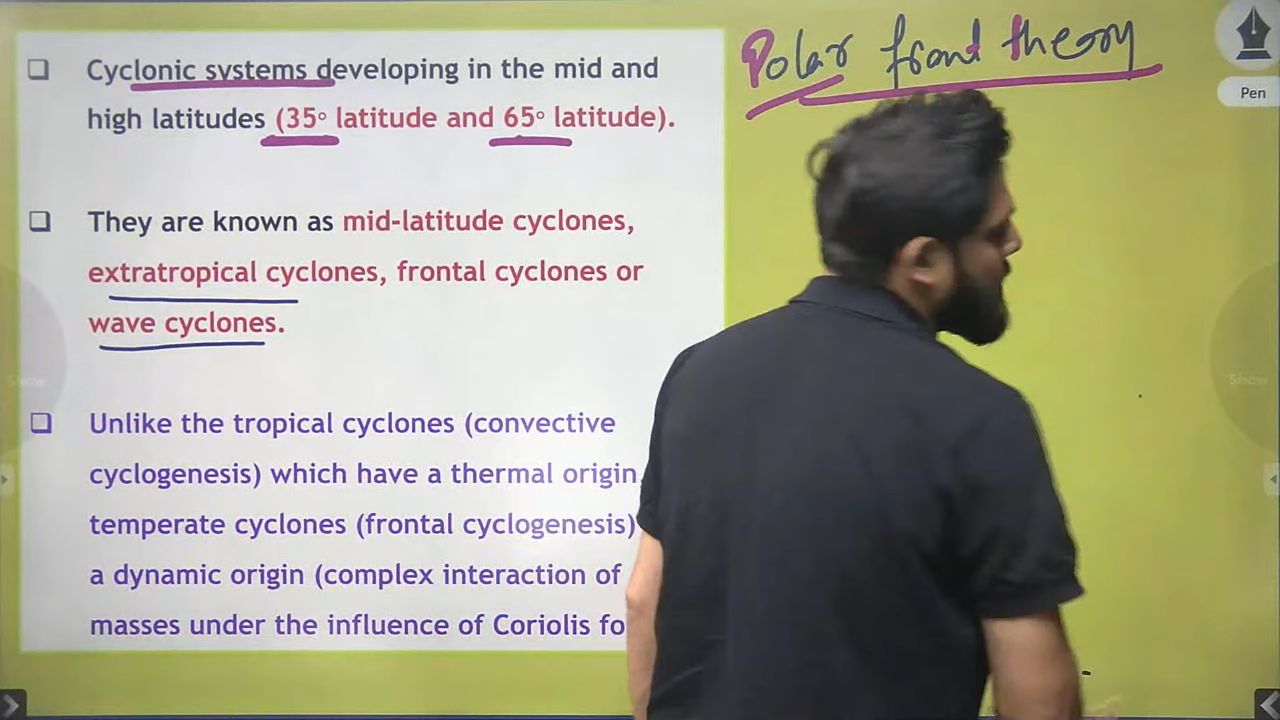 Cyclonic systems developing in the mid and
high latitudes (35° latitude and 65° latitude).
They are known as mid-latitude cyclones,
extratropical cyclones, frontal cyclones or
wave cyclones.
Unlike the tropical cyclones (convective
cyclogenesis) which have a thermal origin
temperate cyclones (frontal cyclogenesis)
a dynamic origin (complex interaction of
masses under the influence of Coriolis fo
Polar front theory
Pen
Show